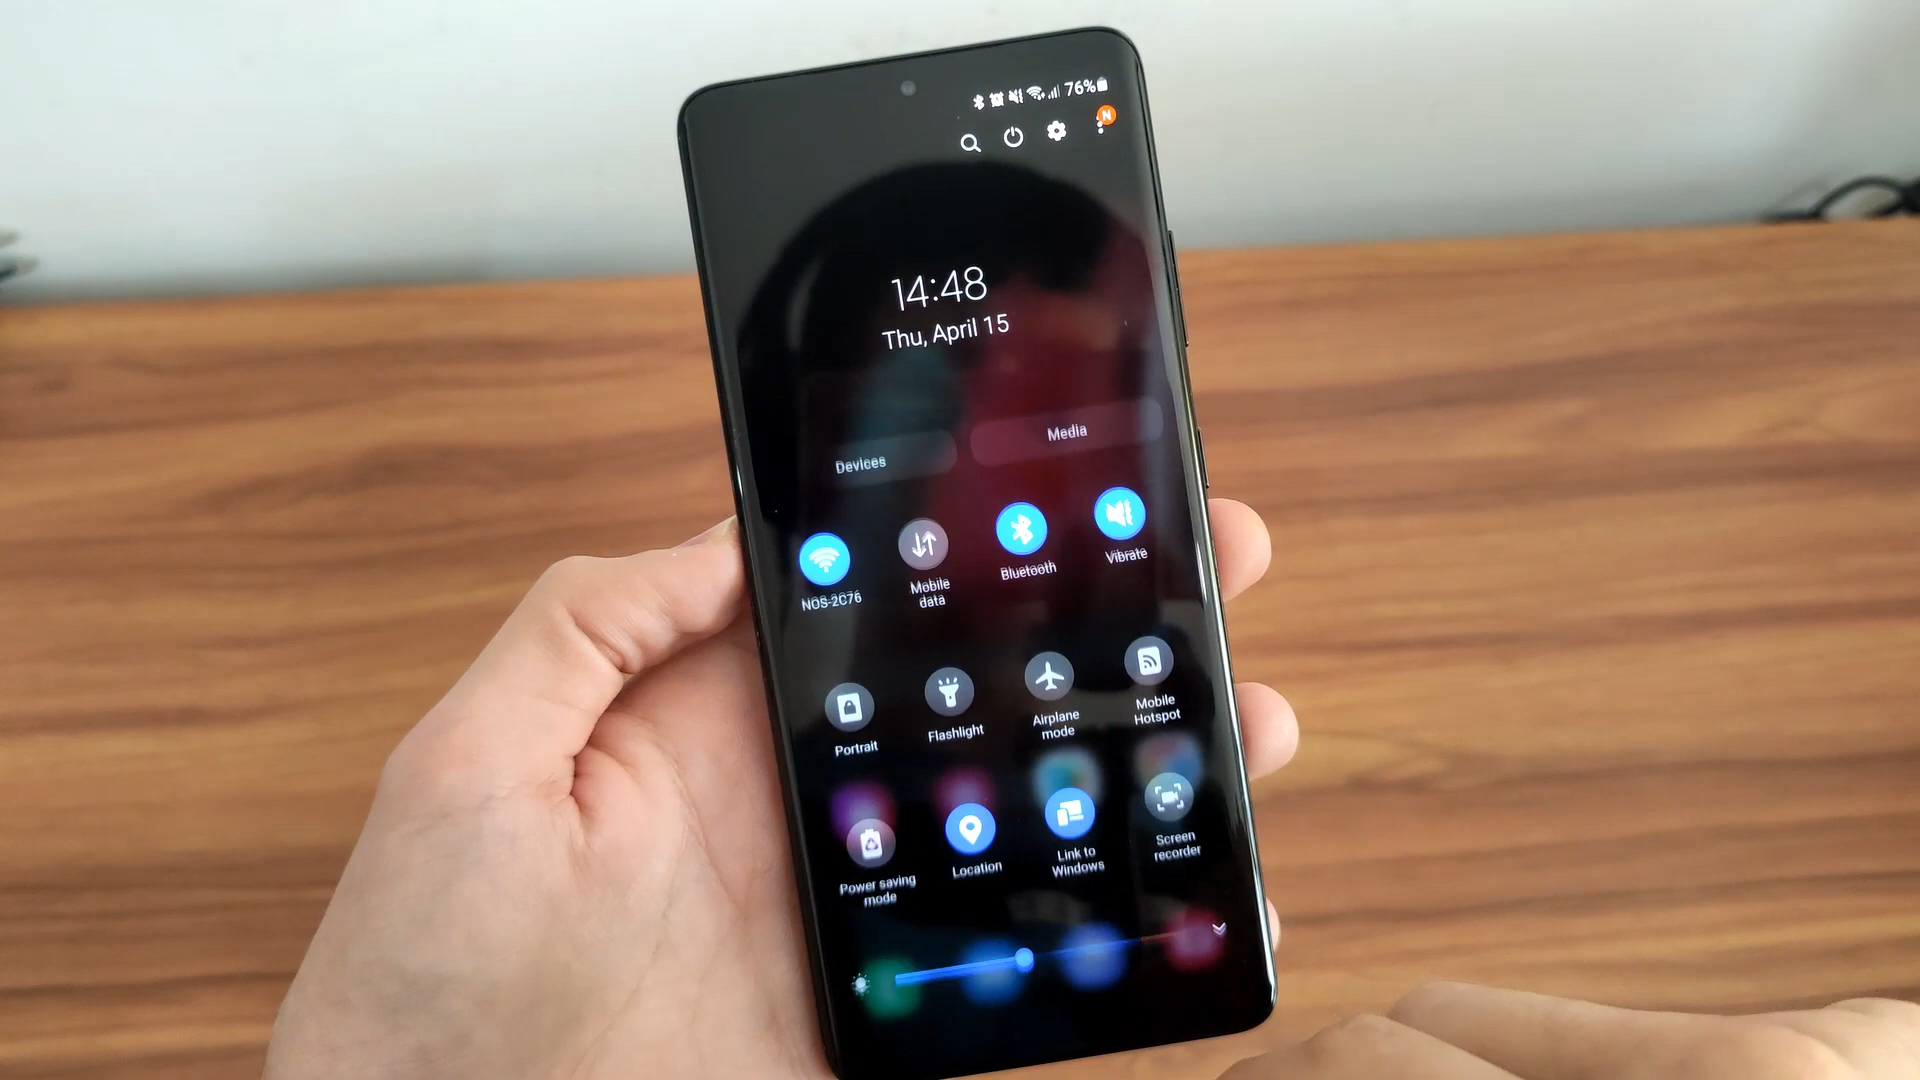 76%
N
14:48
Thu, April 15
Devices
Media
NOS-2C76
Mobile
data
Bluetooth
Vibrate
Portrait
Flashlight
Airplane
mode
Mobile
Hotspot
Power saving
mode
Location
Link to
Windows
Screen
recorder